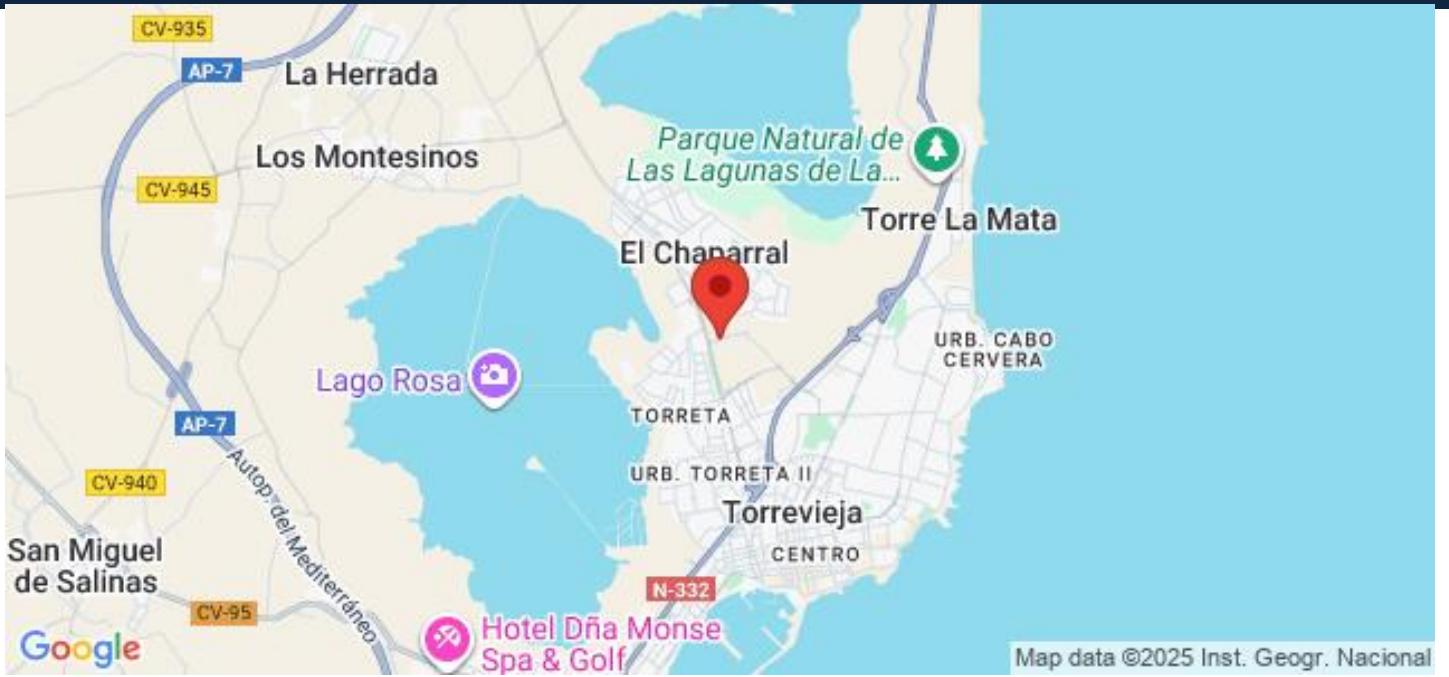 CV-935
AP-7
La Herrada
Los Montesinos
CV-945
Parque Natural de
Las Lagunas de La...
Torre La Mata
El Chaparral
URB. CABO
CERVERA
Lago Rosa
TORRETA
AP-7
URB. TORRETA II
CV-940
Autop. del Mediterráneo
Torrevieja
CENTRO
San Miguel
de Salinas
N-332
CV-95
Hotel Dña Monse
Spa & Golf
Google
Map data ©2025 Inst. Geogr. Nacional